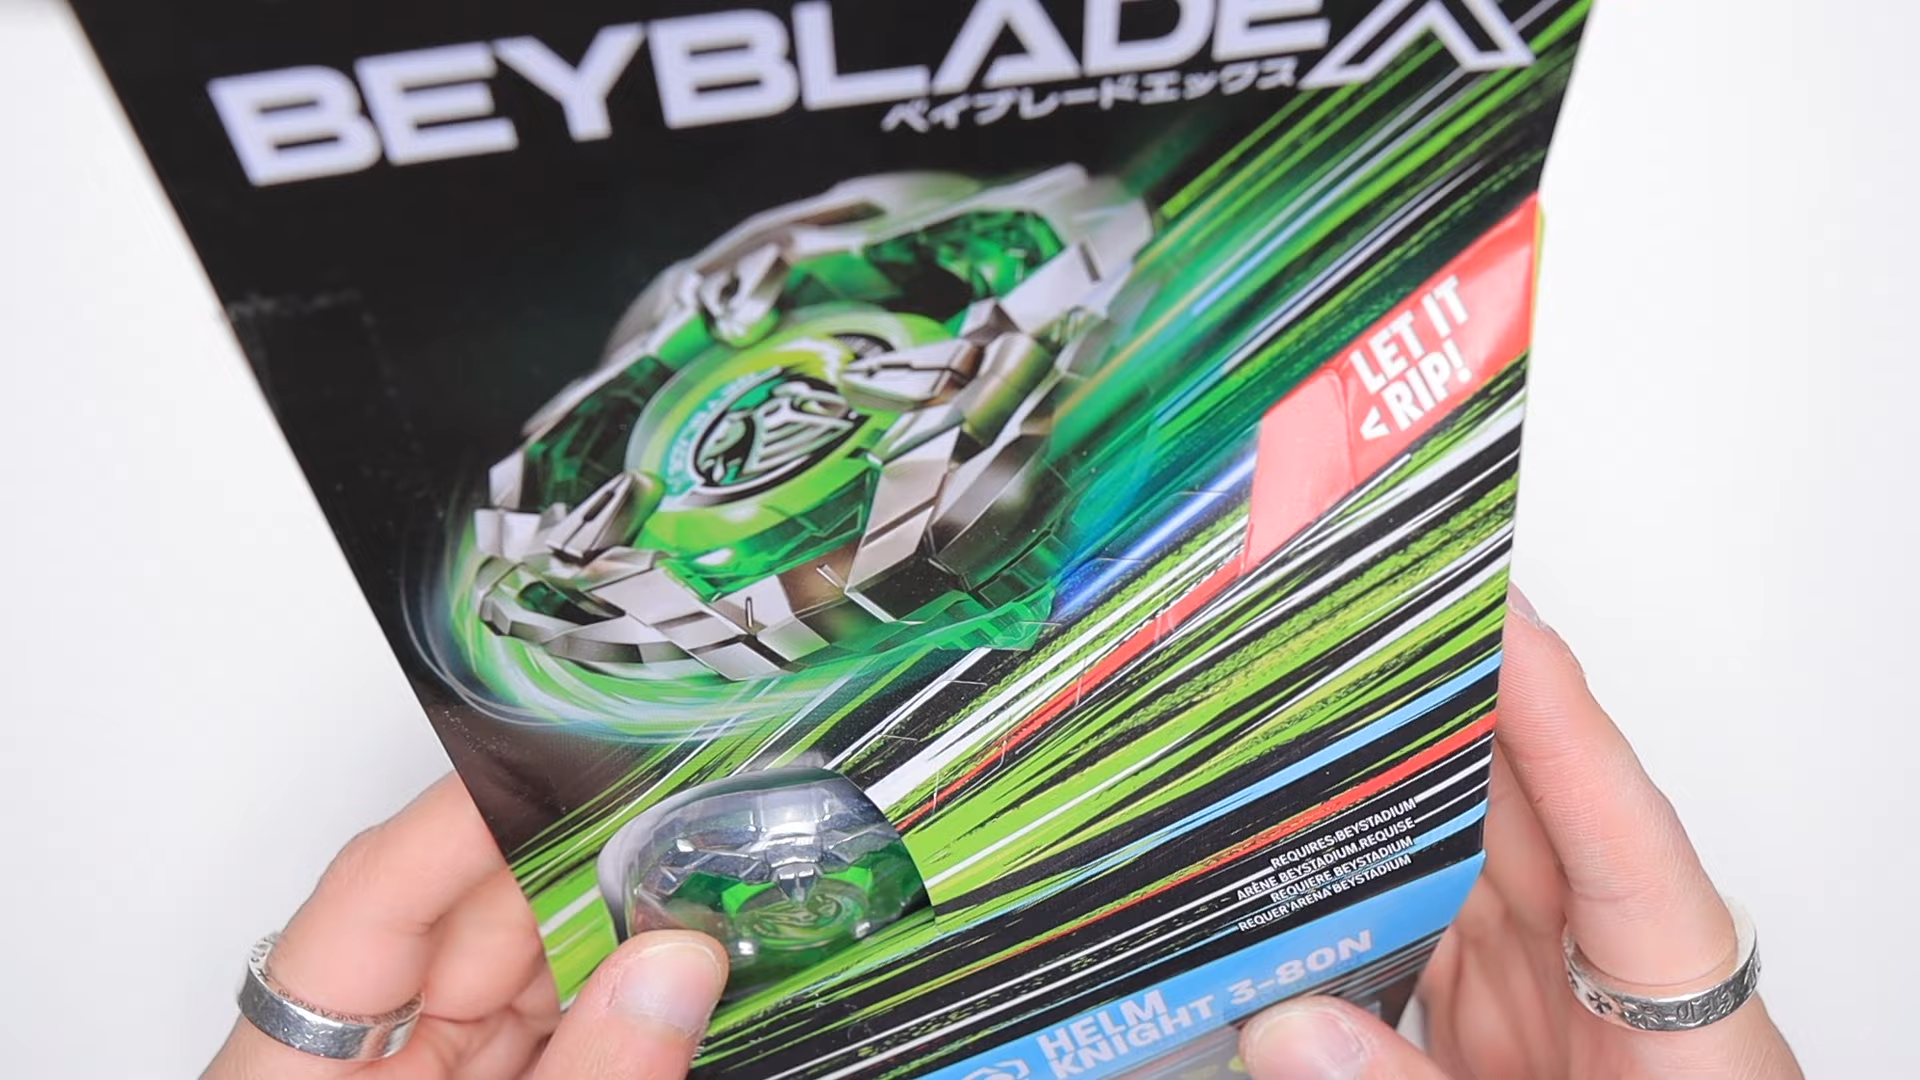 BEYBLADE X
ベイブレードエックス
LET IT
< RIP!
REQUIRES BEYSTADIUM
ARÈNE BEYSTADIUM REQUISE
REQUIERE BEYSTADIUM
REQUER ARENA BEYSTADIUM
HELM
KNIGHT 3-80N